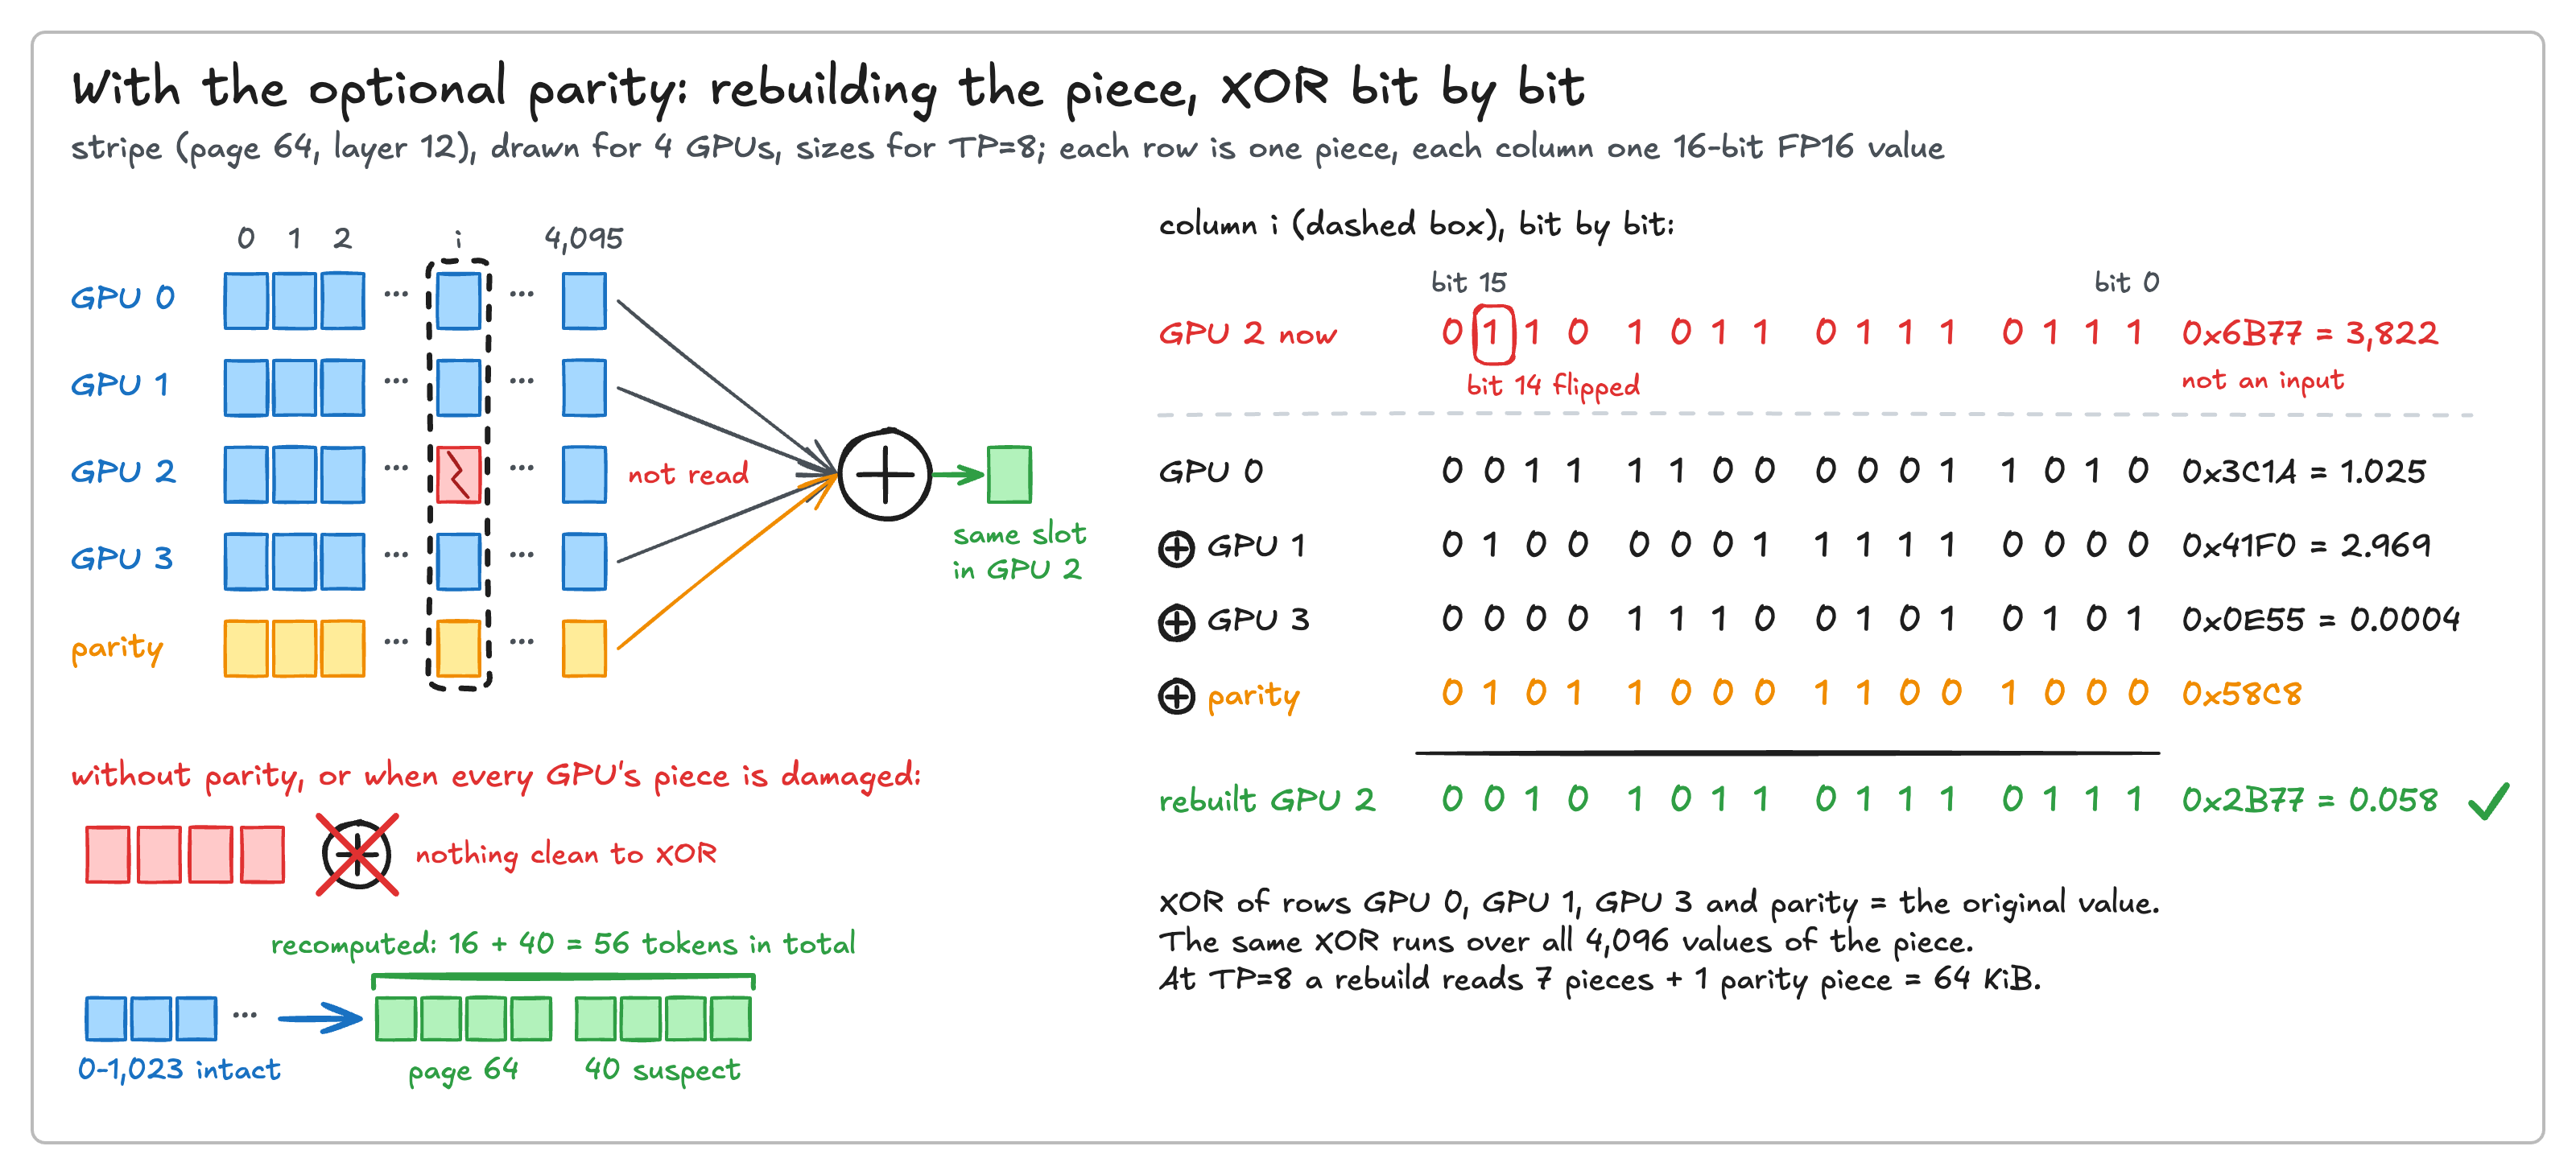 With the optional parity: rebuilding the piece, XOR bit by bit
stripe (page 64, layer 12), drawn for 4 GPUs, sizes for TP=8; each row is one piece, each column one 16-bit FP16 value
0 1 2 i 4,095
GPU 0 ... ...
GPU 1 ... ...
GPU 2 ... ... not read
GPU 3 ... ...
parity ... ...
same slot
in GPU 2
without parity, or when every GPU's piece is damaged:
nothing clean to XOR
recomputed: 16 + 40 = 56 tokens in total
...
0-1,023 intact page 64 40 suspect
column i (dashed box), bit by bit:
bit 15 bit 0
GPU 2 now 0 1 1 0 1 0 1 1 0 1 1 1 0 1 1 1 0x6B77 = 3,822
bit 14 flipped not an input
GPU 0 0 0 1 1 1 1 0 0 0 0 0 1 1 0 1 0 0x3C1A = 1.025
⊕ GPU 1 0 1 0 0 0 0 0 1 1 1 1 1 0 0 0 0 0x41F0 = 2.969
⊕ GPU 3 0 0 0 0 1 1 1 0 0 1 0 1 0 1 0 1 0x0E55 = 0.0004
⊕ parity 0 1 0 1 1 0 0 0 1 1 0 0 1 0 0 0 0x58C8
rebuilt GPU 2 0 0 1 0 1 0 1 1 0 1 1 1 0 1 1 1 0x2B77 = 0.058 ✓
XOR of rows GPU 0, GPU 1, GPU 3 and parity = the original value.
The same XOR runs over all 4,096 values of the piece.
At TP=8 a rebuild reads 7 pieces + 1 parity piece = 64 KiB.